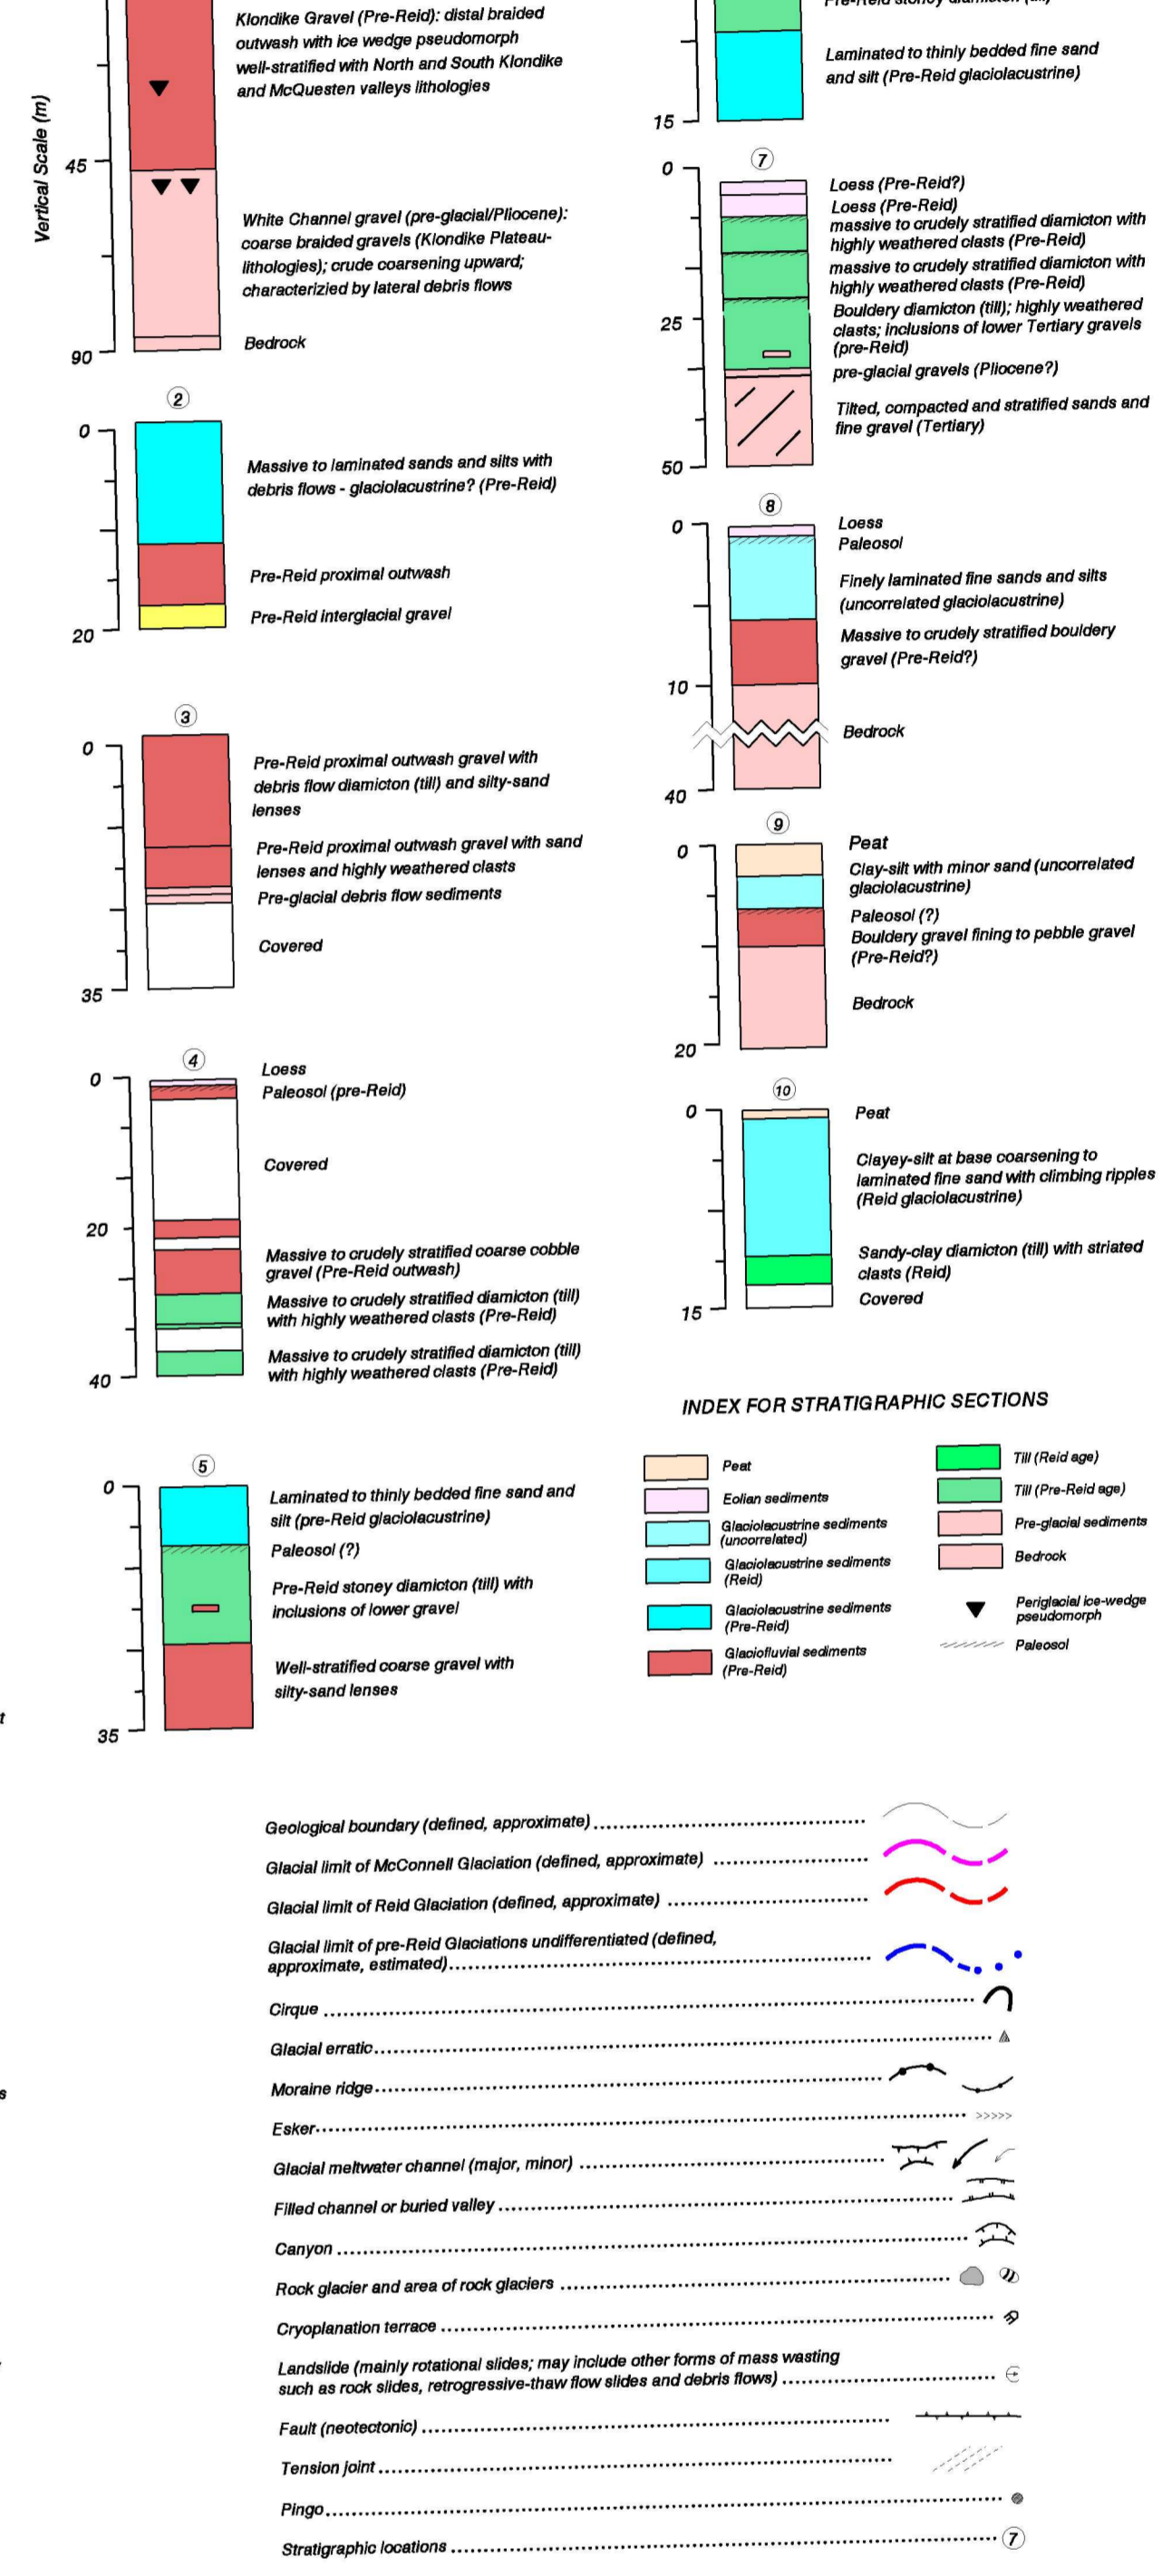 Klondike Gravel (Pre-Reid): distal braided
outwash with ice wedge pseudomorph
well-stratified with North and South Klondike
and McQuesten valleys lithologies
Vertical Scale (m)
45
White Channel gravel (pre-glacial/Pliocene):
coarse braided gravels (Klondike Plateau-
lithologies); crude coarsening upward;
characterizied by lateral debris flows
Bedrock
90
2
0
Massive to laminated sands and silts with
debris flows - glaciolacustrine? (Pre-Reid)
Pre-Reid proximal outwash
Pre-Reid interglacial gravel
20
3
0
Pre-Reid proximal outwash gravel with
debris flow diamicton (till) and silty-sand
lenses
Pre-Reid proximal outwash gravel with sand
lenses and highly weathered clasts
Pre-glacial debris flow sediments
Covered
35
4
0
Loess
Paleosol (pre-Reid)
Covered
20
Massive to crudely stratified coarse cobble
gravel (Pre-Reid outwash)
Massive to crudely stratified diamicton (till)
with highly weathered clasts (Pre-Reid)
Massive to crudely stratified diamicton (till)
with highly weathered clasts (Pre-Reid)
40
5
0
Laminated to thinly bedded fine sand and
silt (pre-Reid glaciolacustrine)
Paleosol (?)
Pre-Reid stoney diamicton (till) with
inclusions of lower gravel
Well-stratified coarse gravel with
silty-sand lenses
35
Pre-Reid stoney diamicton (till)
Laminated to thinly bedded fine sand
and silt (Pre-Reid glaciolacustrine)
15
7
0
Loess (Pre-Reid?)
Loess (Pre-Reid)
massive to crudely stratified diamicton with
highly weathered clasts (Pre-Reid)
massive to crudely stratified diamicton with
highly weathered clasts (Pre-Reid)
25
Bouldery diamicton (till); highly weathered
clasts; inclusions of lower Tertiary gravels
(pre-Reid)
pre-glacial gravels (Pliocene?)
Tilted, compacted and stratified sands and
fine gravel (Tertiary)
50
8
0
Loess
Paleosol
Finely laminated fine sands and silts
(uncorrelated glaciolacustrine)
Massive to crudely stratified bouldery
gravel (Pre-Reid?)
10
Bedrock
40
9
0
Peat
Clay-silt with minor sand (uncorrelated
glaciolacustrine)
Paleosol (?)
Bouldery gravel fining to pebble gravel
(Pre-Reid?)
Bedrock
20
10
0
Peat
Clayey-silt at base coarsening to
laminated fine sand with climbing ripples
(Reid glaciolacustrine)
Sandy-clay diamicton (till) with striated
clasts (Reid)
Covered
15
INDEX FOR STRATIGRAPHIC SECTIONS
Peat
Eolian sediments
Glaciolacustrine sediments
(uncorrelated)
Glaciolacustrine sediments
(Reid)
Glaciolacustrine sediments
(Pre-Reid)
Glaciofluvial sediments
(Pre-Reid)
Till (Reid age)
Till (Pre-Reid age)
Pre-glacial sediments
Bedrock
Periglacial ice-wedge
pseudomorph
Paleosol
Geological boundary (defined, approximate)
Glacial limit of McConnell Glaciation (defined, approximate)
Glacial limit of Reid Glaciation (defined, approximate)
Glacial limit of pre-Reid Glaciations undifferentiated (defined,
approximate, estimated)
Cirque
Glacial erratic
Moraine ridge
Esker
Glacial meltwater channel (major, minor)
Filled channel or buried valley
Canyon
Rock glacier and area of rock glaciers
Cryoplanation terrace
Landslide (mainly rotational slides; may include other forms of mass wasting
such as rock slides, retrogressive-thaw flow slides and debris flows)
Fault (neotectonic)
Tension joint
Pingo
Stratigraphic locations
7